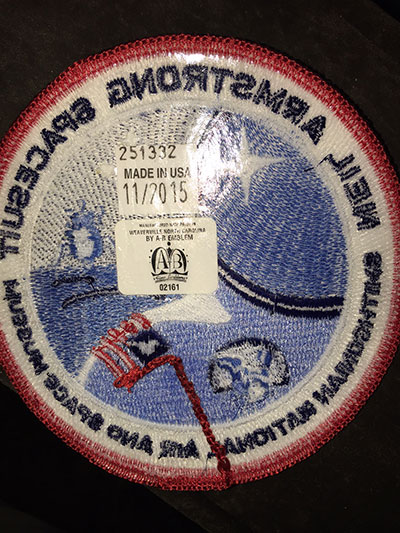 NEIL ARMSTRONG SPACESUIT
SMITHSONIAN NATIONAL AIR AND SPACE MUSEUM
251332
MADE IN USA
11/2015
WEAVERVILLE NORTH CAROLINA
BY A-B EMBLEM
AB
02161